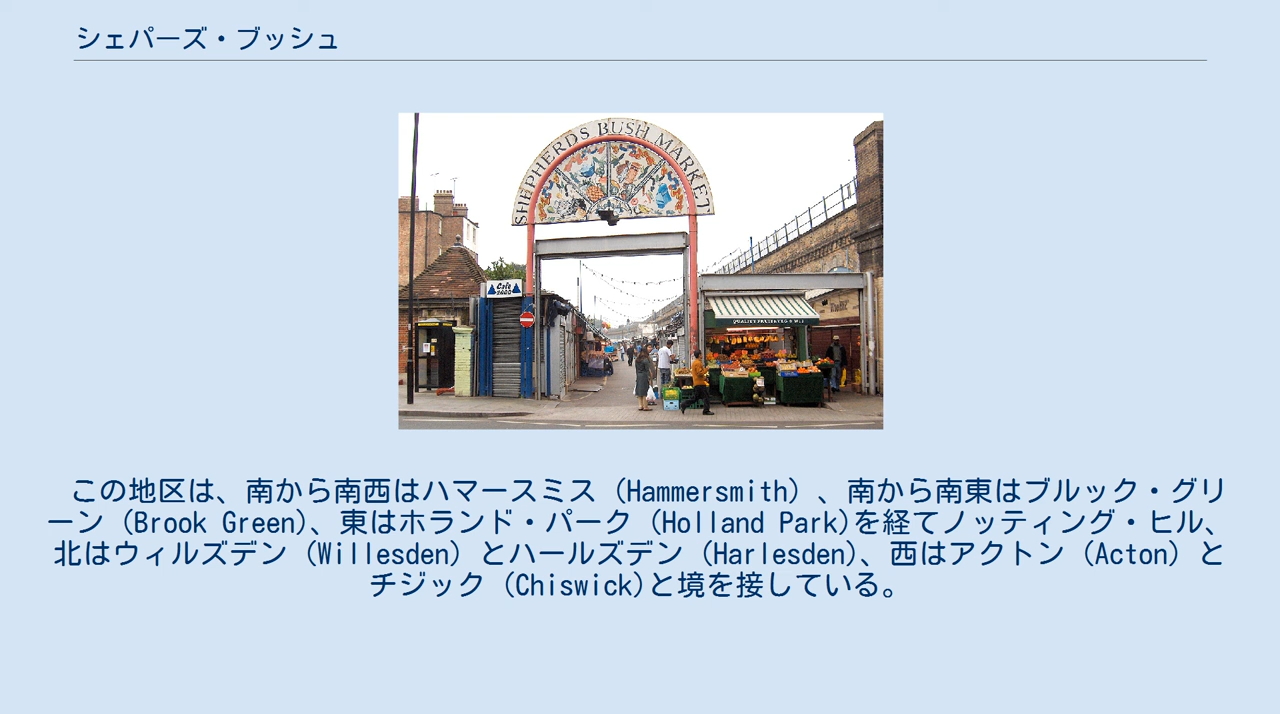 シェパーズ・ブッシュ
SHEPHERDS BUSH MARKET
Cafe
この地区は、南から南西はハマースミス (Hammersmith) 、南から南東はブルック・グリ
ーン (Brook Green)、東はホランド・パーク (Holland Park)を経てノッティング・ヒル、
北はウィルズデン (Willesden) とハールズデン (Harlesden)、西はアクトン (Acton) と
チジック (Chiswick)と境を接している。